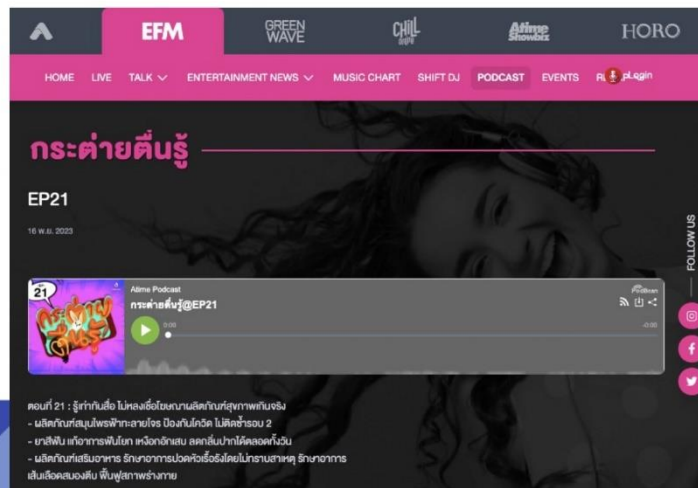 EFM
GREEN WAVE
CHILL
Atime Showbiz
HORO
HOME LIVE TALK ENTERTAINMENT NEWS MUSIC CHART SHIFT DJ PODCAST EVENTS
กระต่ายตื่นรู้
EP21
16 พ.ย. 2023
FOLLOW US
21
Atime Podcast
กระต่ายตื่นรู้@EP21
กระต่ายตื่นรู้
0:00 -0:00
ตอนที่ 21 : รู้เท่าทันสื่อ ไม่หลงเชื่อโฆษณาผลิตภัณฑ์สุขภาพเกินจริง
- ผลิตภัณฑ์สมุนไพรฟ้าทะลายโจร ป้องกันโควิด ไม่ติดซ้ำรอบ 2
- ยาสีฟัน แก้อาการฟันโยก เหงือกอักเสบ ลดกลิ่นปากได้ตลอดทั้งวัน
- ผลิตภัณฑ์เสริมอาหาร รักษาอาการปวดหัวเรื้อรังโดยไม่ทราบสาเหตุ รักษาอาการ
เส้นเลือดสมองตีบ ฟื้นฟูสภาพร่างกาย